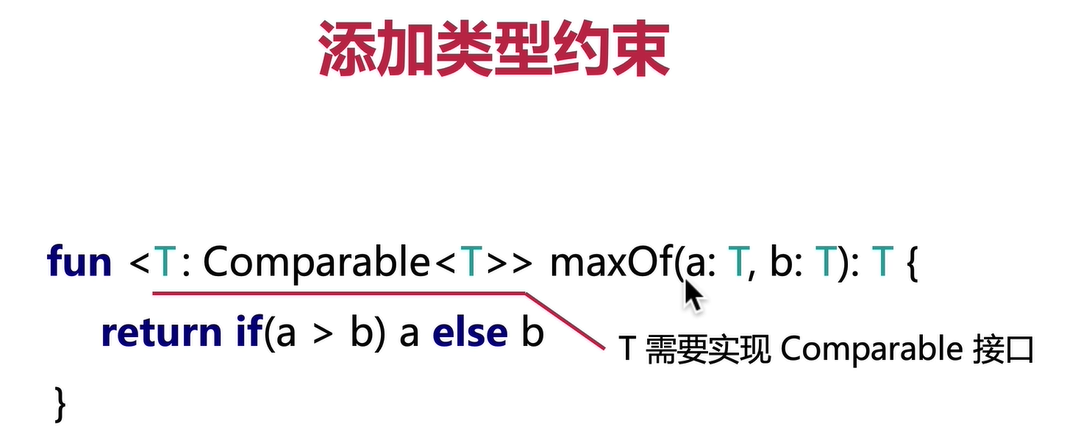 添加类型约束
fun <T: Comparable<T>> maxOf(a: T, b: T): T {
return if(a > b) a else b
T 需要实现 Comparable 接口
}